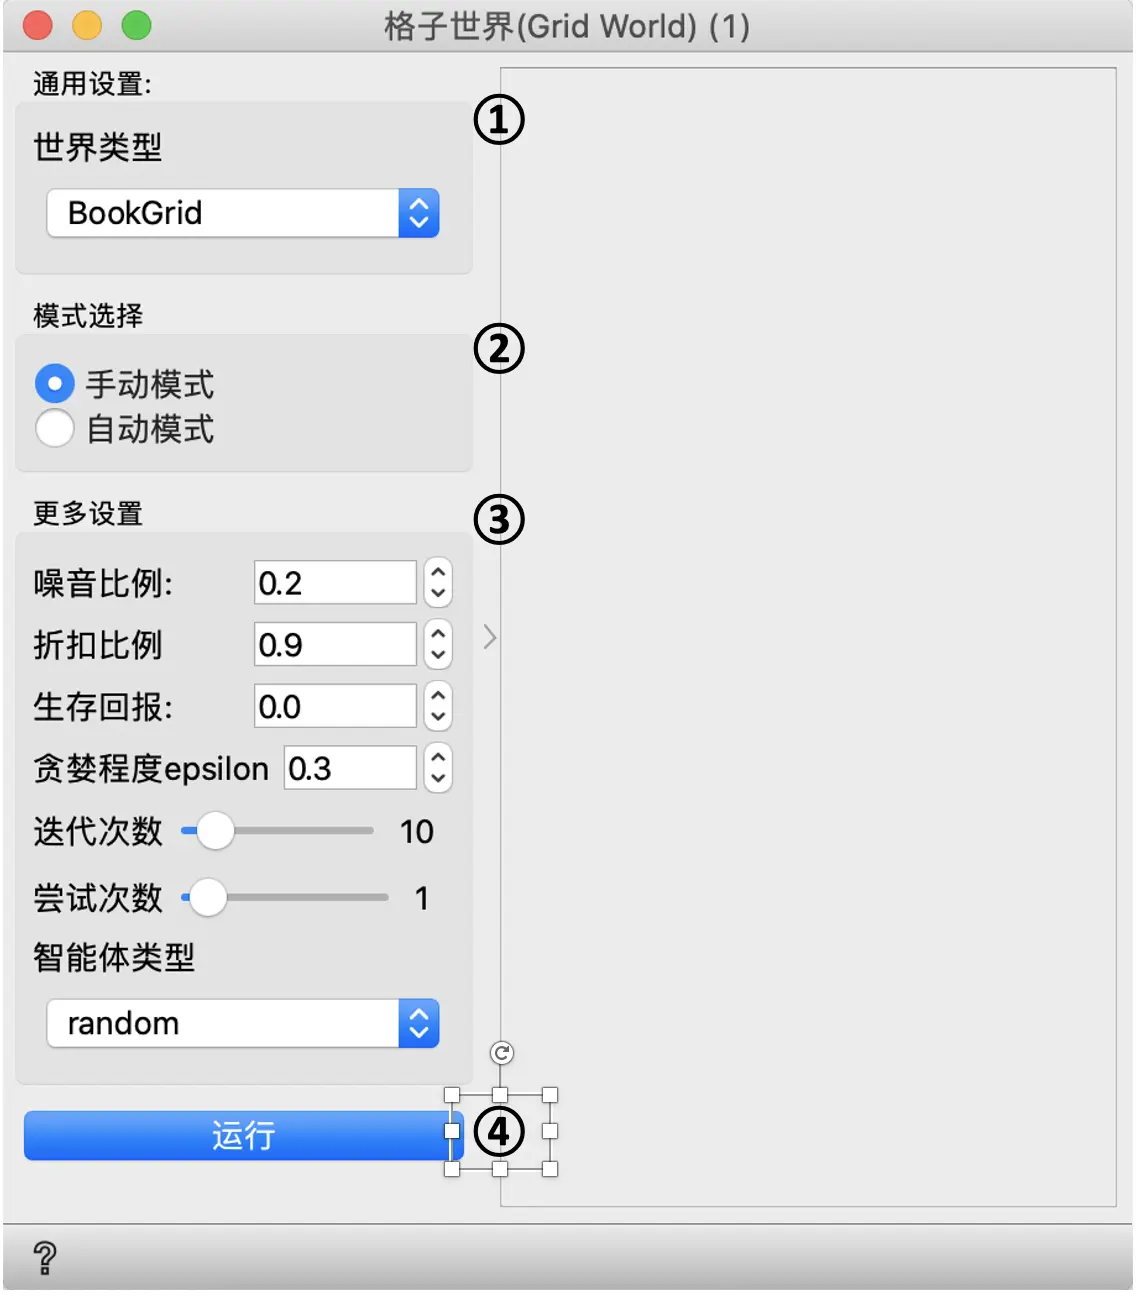 格子世界(Grid World) (1)
通用设置:
①
世界类型
BookGrid
模式选择
②
手动模式
自动模式
更多设置
③
噪音比例: 0.2
折扣比例 0.9
生存回报: 0.0
贪婪程度epsilon 0.3
迭代次数 10
尝试次数 1
智能体类型
random
运行
④
?